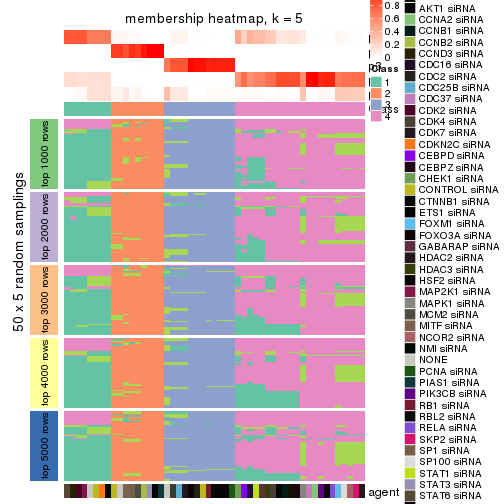 membership heatmap, k = 5
50 x 5 random samplings
top 1000 rows
top 2000 rows
top 3000 rows
top 4000 rows
top 5000 rows
0.8
0.6
0.4
0.2
0
Class
1
2
3
4
agent
AKT1 siRNA
CCNA2 siRNA
CCNB1 siRNA
CCNB2 siRNA
CCND3 siRNA
CDC16 siRNA
CDC2 siRNA
CDC25B siRNA
CDC37 siRNA
CDK2 siRNA
CDK4 siRNA
CDK7 siRNA
CDKN2C siRNA
CEBPD siRNA
CEBPZ siRNA
CHEK1 siRNA
CONTROL siRNA
CTNNB1 siRNA
ETS1 siRNA
FOXM1 siRNA
FOXO3A siRNA
GABARAP siRNA
HDAC2 siRNA
HDAC3 siRNA
HSF2 siRNA
MAP2K1 siRNA
MAPK1 siRNA
MCM2 siRNA
MITF siRNA
NCOR2 siRNA
NMI siRNA
NONE
PCNA siRNA
PIAS1 siRNA
PIK3CB siRNA
RB1 siRNA
RBL2 siRNA
RELA siRNA
SKP2 siRNA
SP1 siRNA
SP100 siRNA
STAT1 siRNA
STAT3 siRNA
STAT6 siRNA